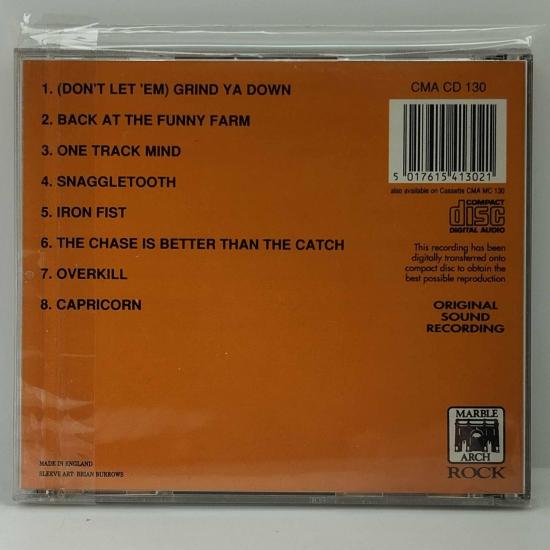 1. (DON'T LET 'EM) GRIND YA DOWN
2. BACK AT THE FUNNY FARM
3. ONE TRACK MIND
4. SNAGGLETOOTH
5. IRON FIST
6. THE CHASE IS BETTER THAN THE CATCH
7. OVERKILL
8. CAPRICORN
CMA CD 130
5 017615 413021
also available on Cassette CMA MC 130
COMPACT
disc
DIGITAL AUDIO
This recording has been
digitally transferred onto
compact disc to obtain the
best possible reproduction
ORIGINAL
SOUND
RECORDING
MARBLE
ARCH
ROCK
MADE IN ENGLAND
SLEEVE ART: BRIAN BURROWS